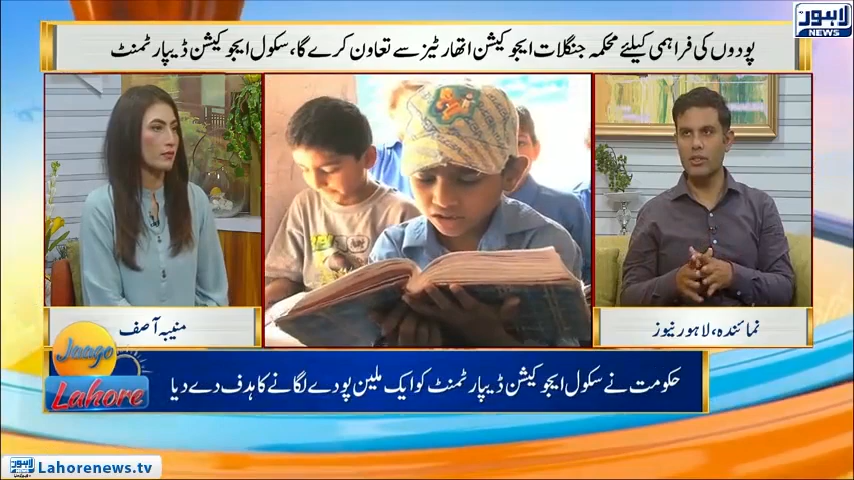 لاہور
NEWS
پودوں کی فراہمی کیلئے محکمہ جنگلات ایجوکیشن اتھارٹیز سے تعاون کرے گا، سکول ایجوکیشن ڈیپارٹمنٹ
منیبہ آصف
نمائندہ، لاہور نیوز
Jaago
Lahore
حکومت نے سکول ایجوکیشن ڈیپارٹمنٹ کو ایک ملین پودے لگانے کا ہدف دے دیا
لاہور
NEWS
Lahorenews.tv